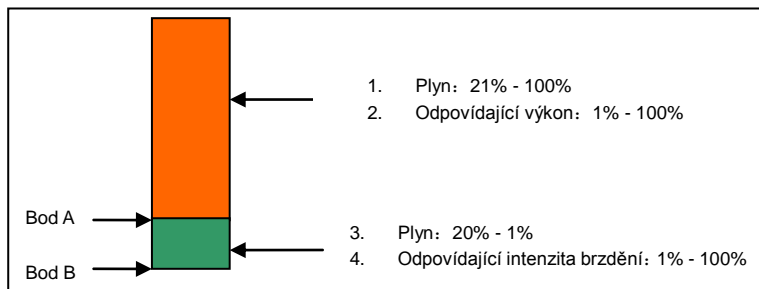 1. Plyn：21% - 100%
2. Odpovídající výkon：1% - 100%
Bod A
3. Plyn：20% - 1%
4. Odpovídající intenzita brzdění：1% - 100%
Bod B